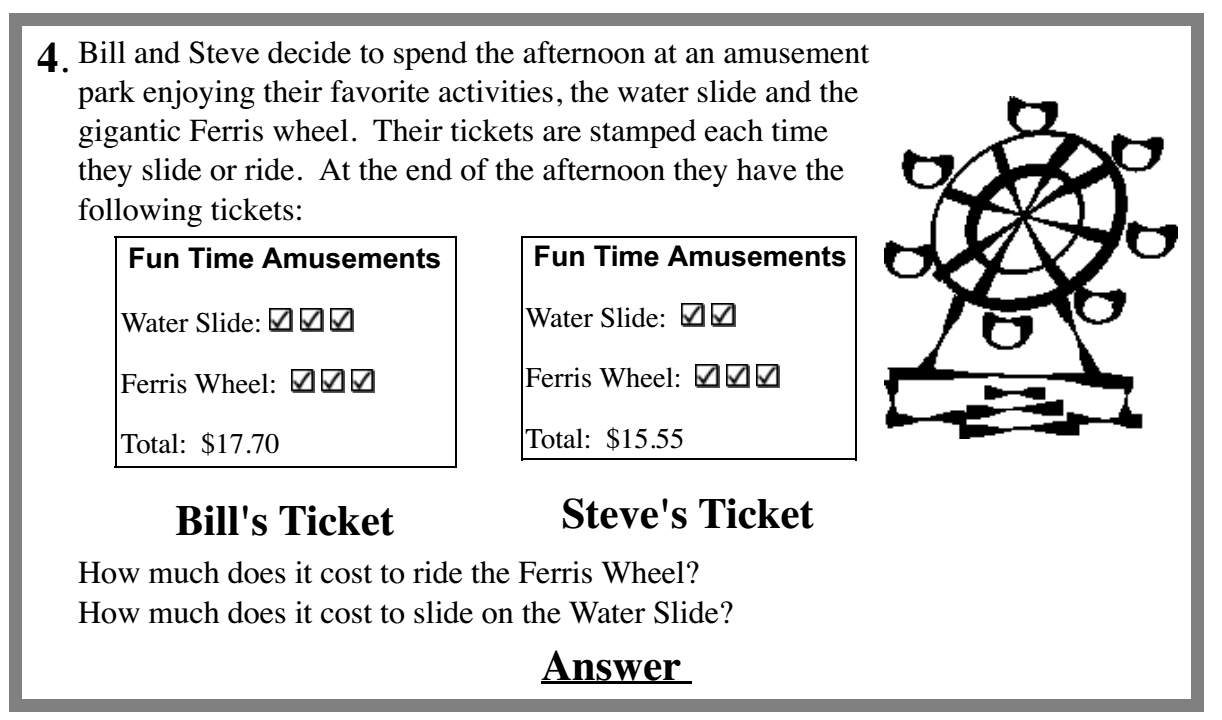 4. Bill and Steve decide to spend the afternoon at an amusement
park enjoying their favorite activities, the water slide and the
gigantic Ferris wheel.  Their tickets are stamped each time
they slide or ride.  At the end of the afternoon they have the
following tickets:
Fun Time Amusements
Water Slide: ☑ ☑ ☑
Ferris Wheel: ☑ ☑ ☑
Total: $17.70
Bill's Ticket
Fun Time Amusements
Water Slide: ☑ ☑
Ferris Wheel: ☑ ☑ ☑
Total: $15.55
Steve's Ticket
How much does it cost to ride the Ferris Wheel?
How much does it cost to slide on the Water Slide?
Answer